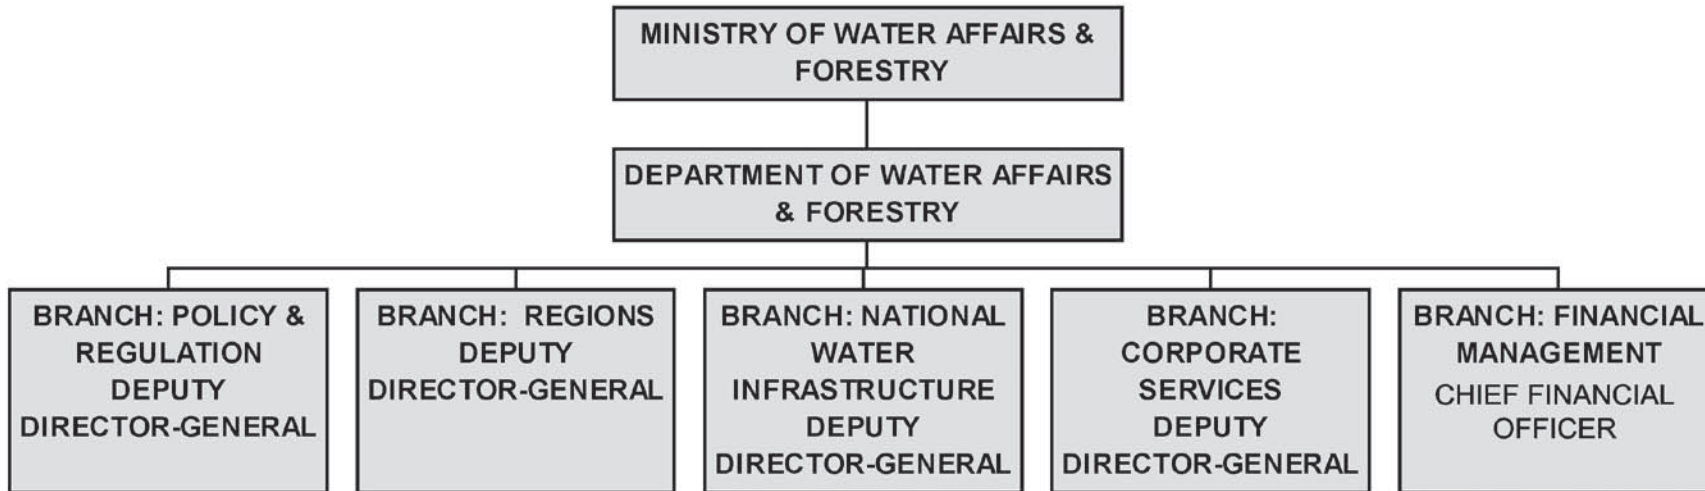 MINISTRY OF WATER AFFAIRS &
FORESTRY
DEPARTMENT OF WATER AFFAIRS
& FORESTRY
BRANCH: POLICY &
REGULATION
DEPUTY
DIRECTOR-GENERAL
BRANCH: REGIONS
DEPUTY
DIRECTOR-GENERAL
BRANCH: NATIONAL
WATER
INFRASTRUCTURE
DEPUTY
DIRECTOR-GENERAL
BRANCH:
CORPORATE
SERVICES
DEPUTY
DIRECTOR-GENERAL
BRANCH: FINANCIAL
MANAGEMENT
CHIEF FINANCIAL
OFFICER